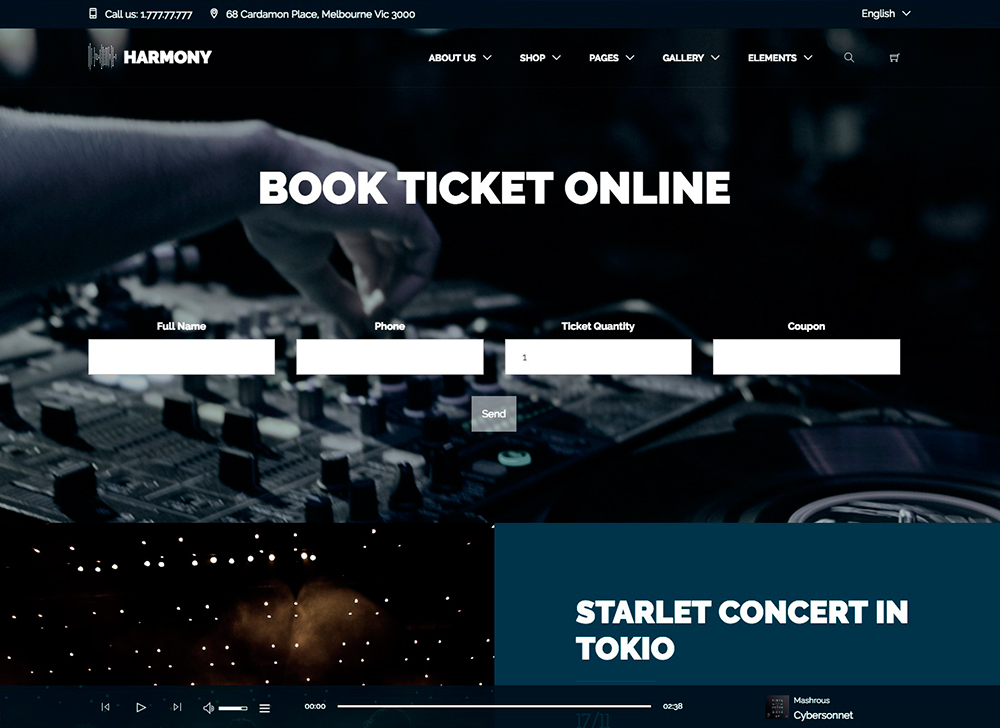 Call us: 1.777.77.777
68 Cardamon Place, Melbourne Vic 3000
English
HARMONY
ABOUT US
SHOP
PAGES
GALLERY
ELEMENTS
BOOK TICKET ONLINE
Full Name
Phone
Ticket Quantity
Coupon
1
Send
STARLET CONCERT IN
TOKIO
00:00
02:38
Mashrous
Cybersonnet
17/11